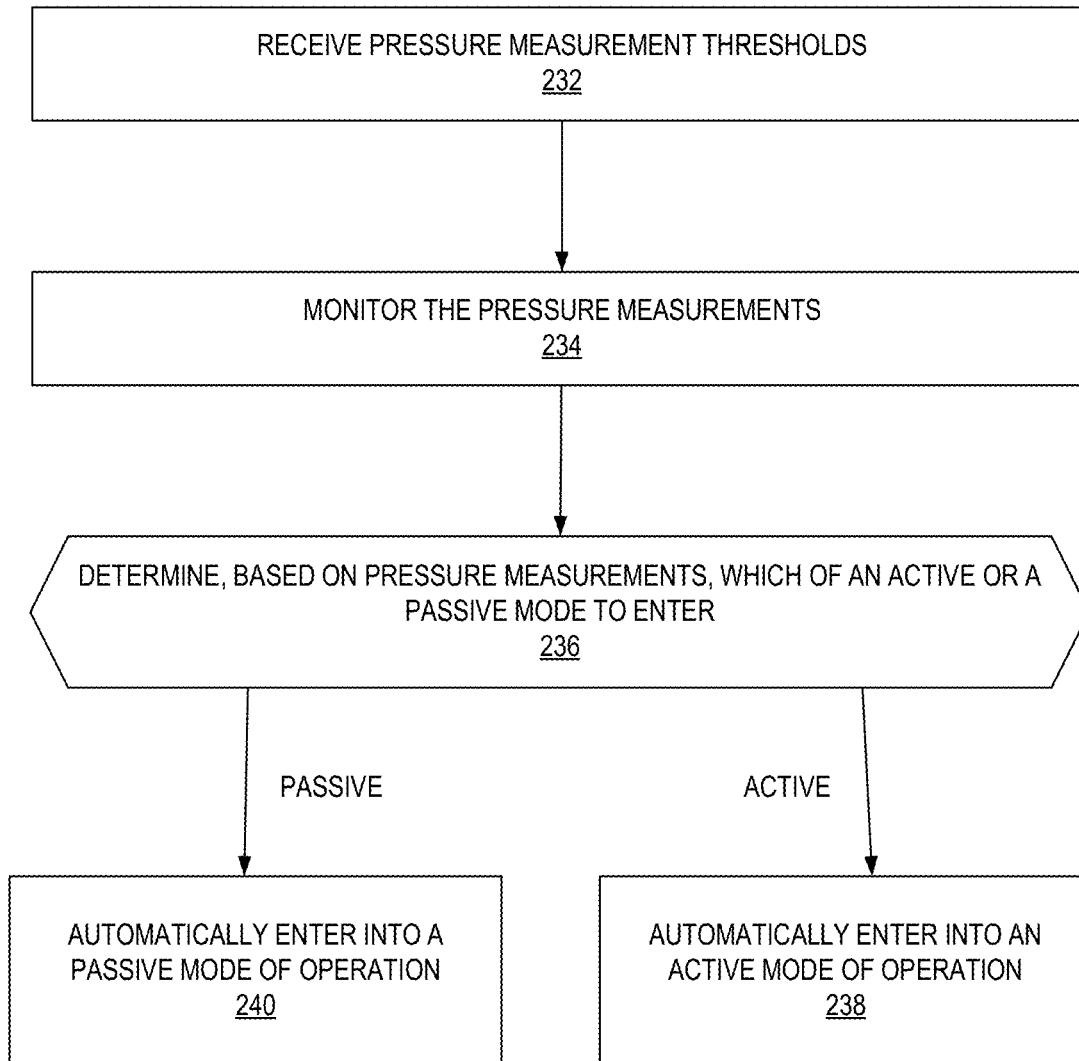 RECEIVE PRESSURE MEASUREMENT THRESHOLDS
232
MONITOR THE PRESSURE MEASUREMENTS
234
DETERMINE, BASED ON PRESSURE MEASUREMENTS, WHICH OF AN ACTIVE OR A
PASSIVE MODE TO ENTER
236
PASSIVE
ACTIVE
AUTOMATICALLY ENTER INTO A
PASSIVE MODE OF OPERATION
240
AUTOMATICALLY ENTER INTO AN
ACTIVE MODE OF OPERATION
238